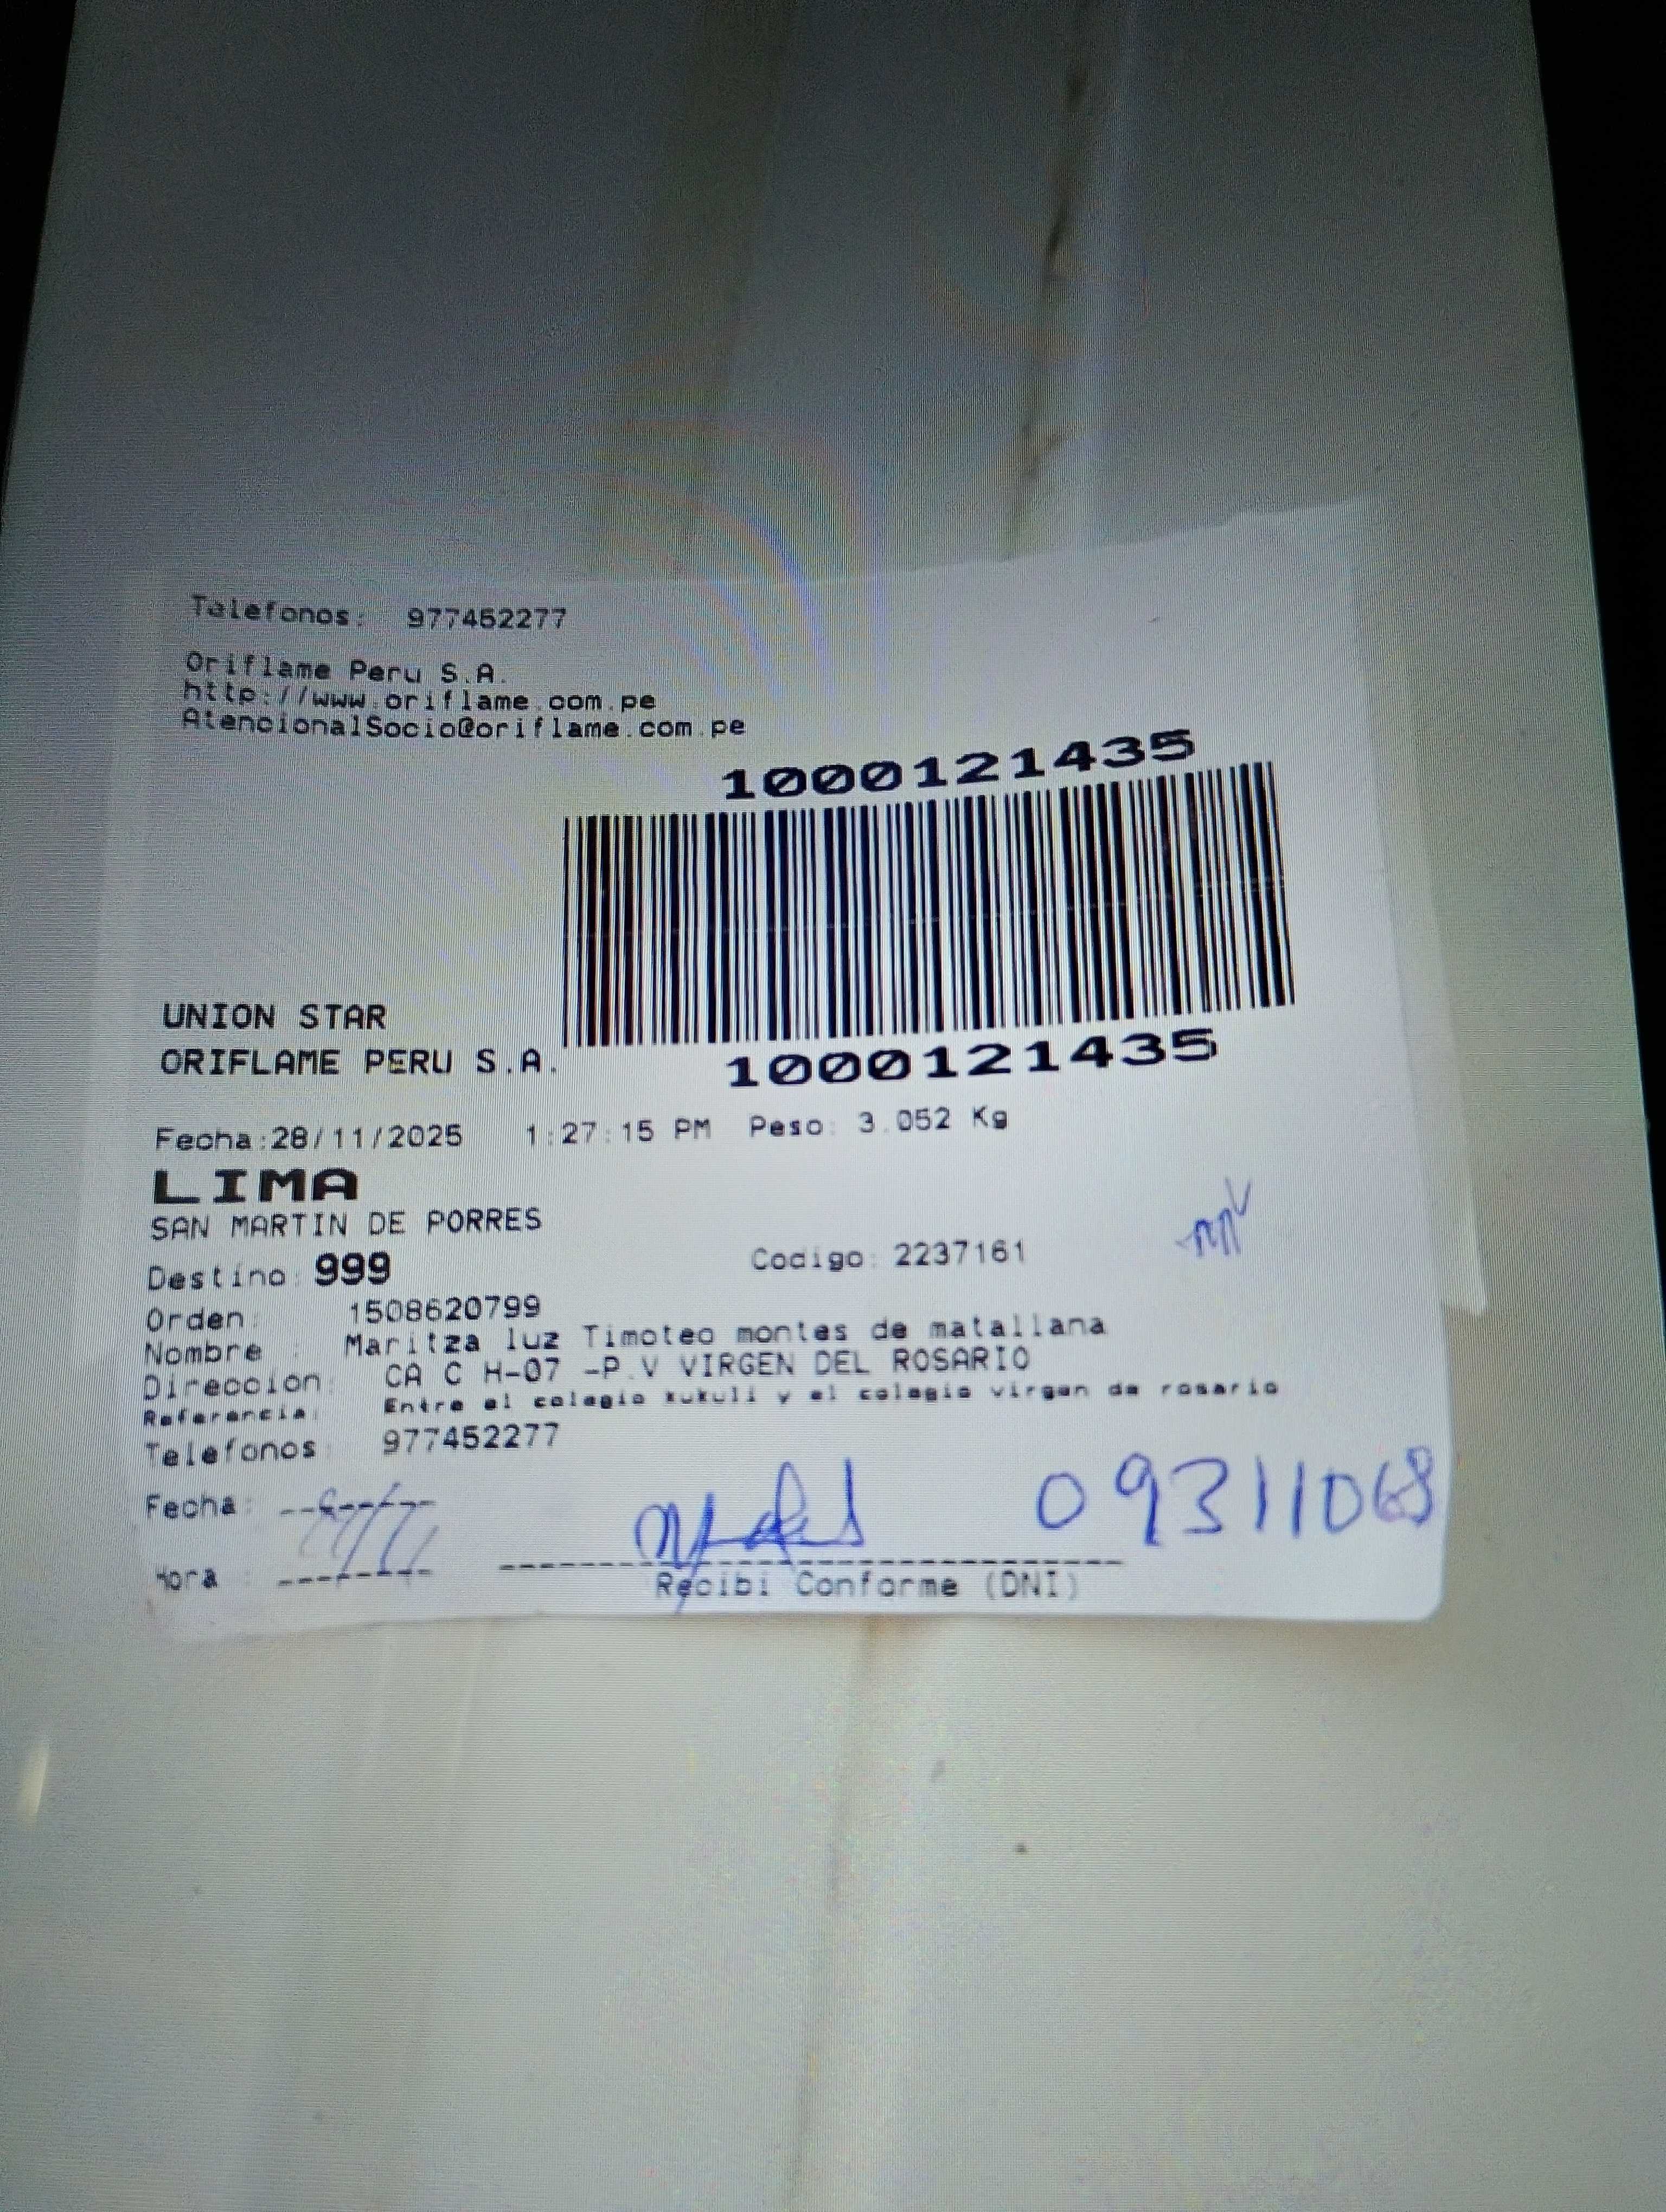 Telefonos: 977452277
Oriflame Peru S.A.
http://www.oriflame.com.pe
AtencionalSocio@oriflame.com.pe
1000121435
UNION STAR
ORIFLAME PERU S.A.
1000121435
Fecha:28/11/2025 1:27:15 PM Peso: 3.052 Kg
LIMA
SAN MARTIN DE PORRES
Destino: 999 Codigo: 2237161
Orden: 1508620799
Nombre : Maritza luz Timoteo montes de matallana
Direccion: CA C H-07 -P.V VIRGEN DEL ROSARIO
Referencia: Entre el colegio kukuli y el colegio virgen de rosario
Telefonos: 977452277
Fecha:
09311068
Hora :
Recibi Conforme (DNI)